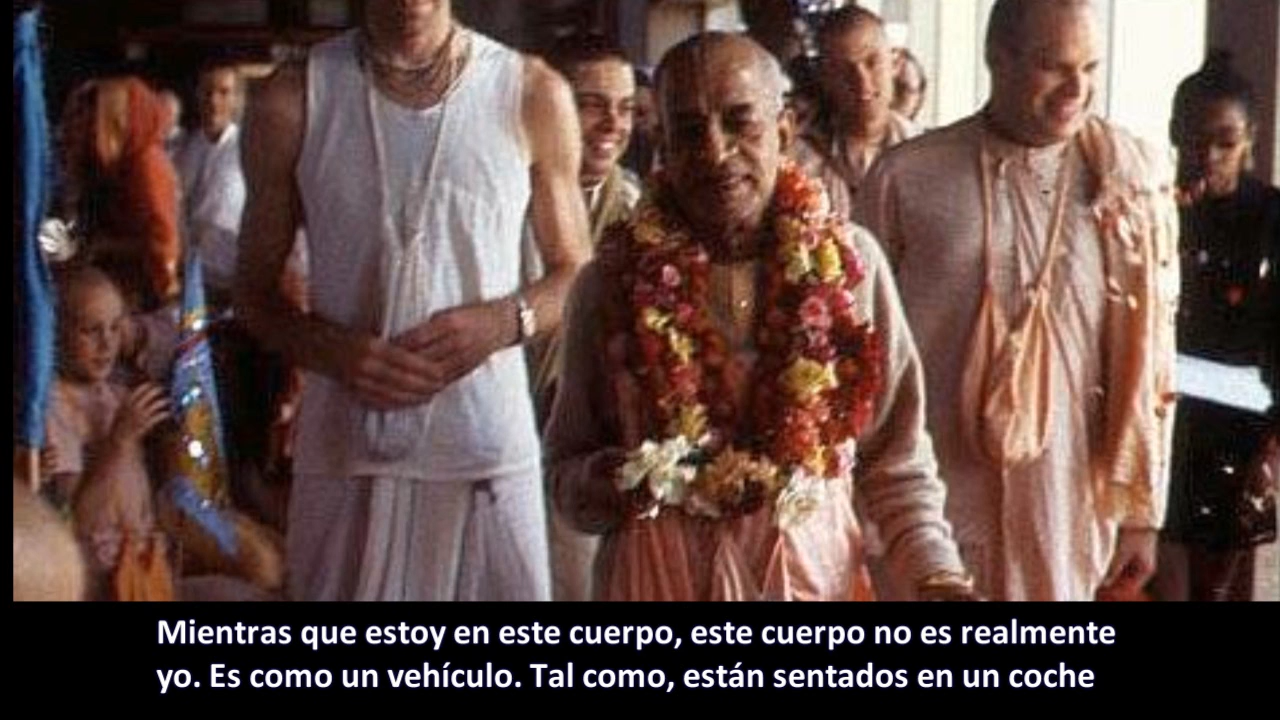 Mientras que estoy en este cuerpo, este cuerpo no es realmente
yo. Es como un vehículo. Tal como, están sentados en un coche